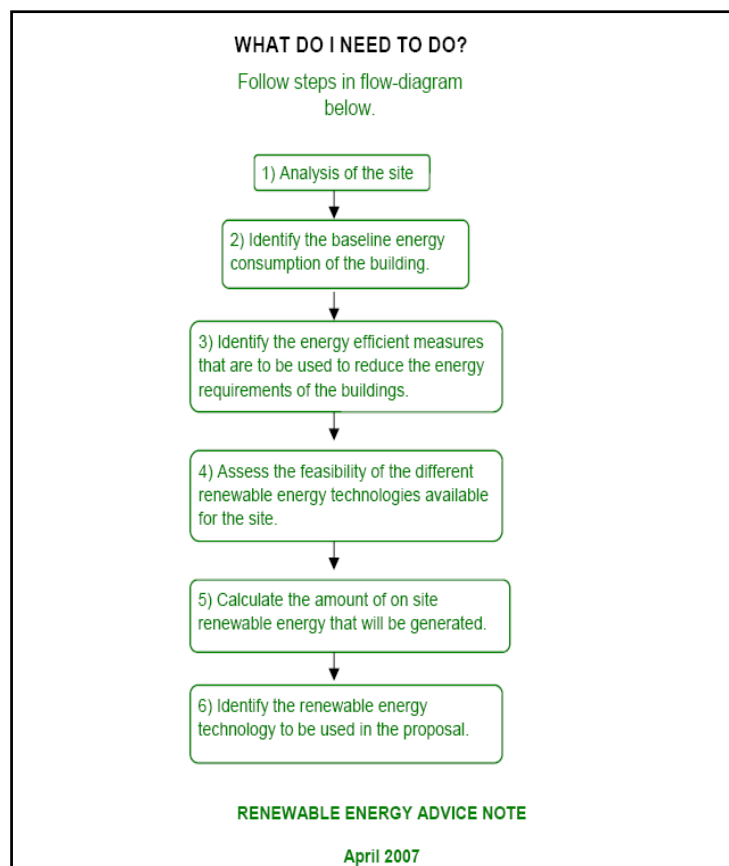 WHAT DO I NEED TO DO?
Follow steps in flow-diagram
below.
1) Analysis of the site
2) Identify the baseline energy
consumption of the building.
3) Identify the energy efficient measures
that are to be used to reduce the energy
requirements of the buildings.
4) Assess the feasibility of the different
renewable energy technologies available
for the site.
5) Calculate the amount of on site
renewable energy that will be generated.
6) Identify the renewable energy
technology to be used in the proposal.
RENEWABLE ENERGY ADVICE NOTE
April 2007